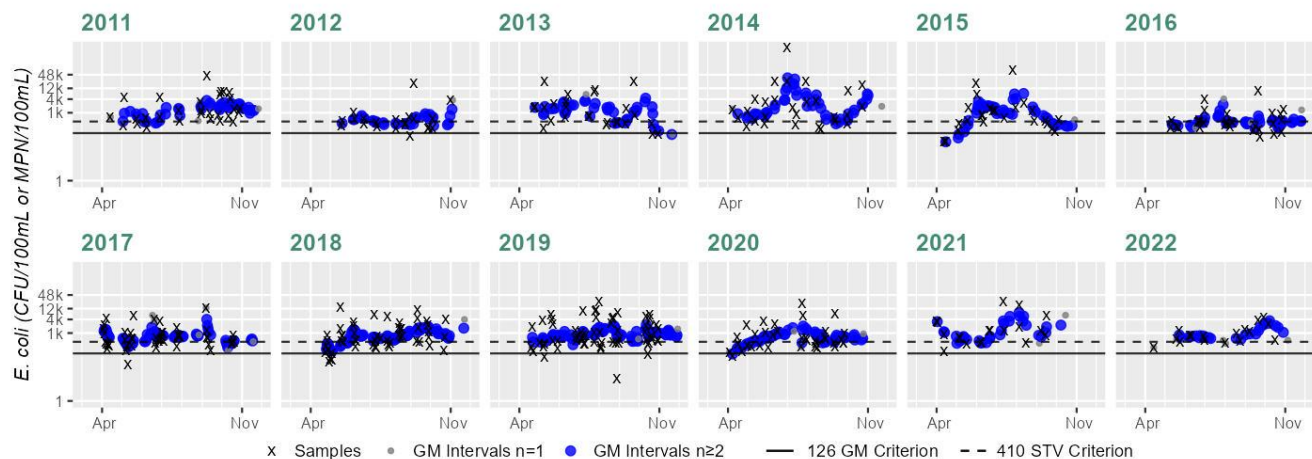 2011 2012 2013 2014 2015 2016
E. coli (CFU/100mL or MPN/100mL)
48k
12k
4k
1k
1
Apr Nov Apr Nov Apr Nov Apr Nov Apr Nov Apr Nov
2017 2018 2019 2020 2021 2022
48k
12k
4k
1k
1
Apr Nov Apr Nov Apr Nov Apr Nov Apr Nov Apr Nov
x Samples GM Intervals n=1 GM Intervals n≥2 126 GM Criterion 410 STV Criterion